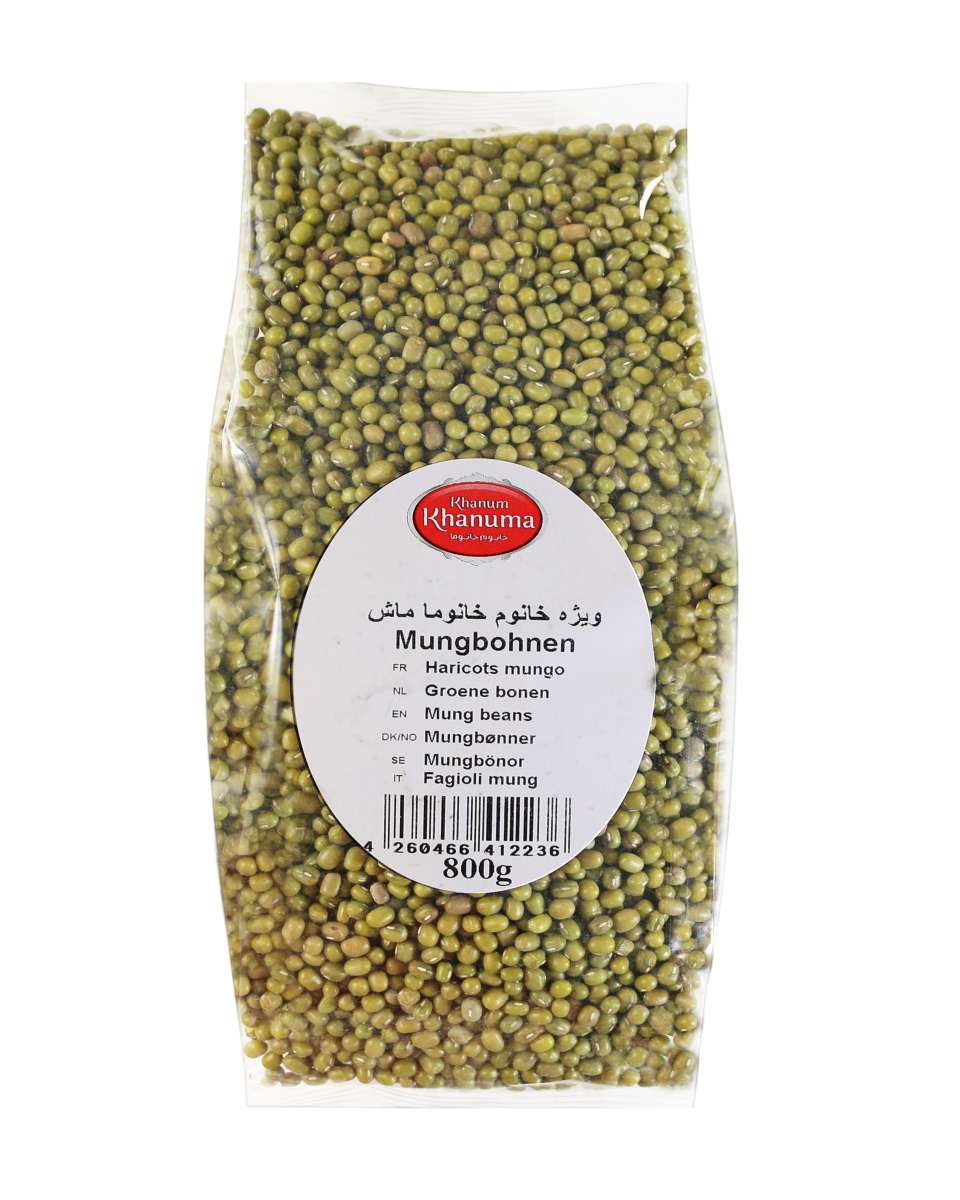 Khanum
Khanuma
خانوم خانوما
ویژه خانوم خانوما ماش
Mungbohnen
FR Haricots mungo
NL Groene bonen
EN Mung beans
DK/NO Mungbønner
SE Mungbönor
IT Fagioli mung
4 260466 412236
800g